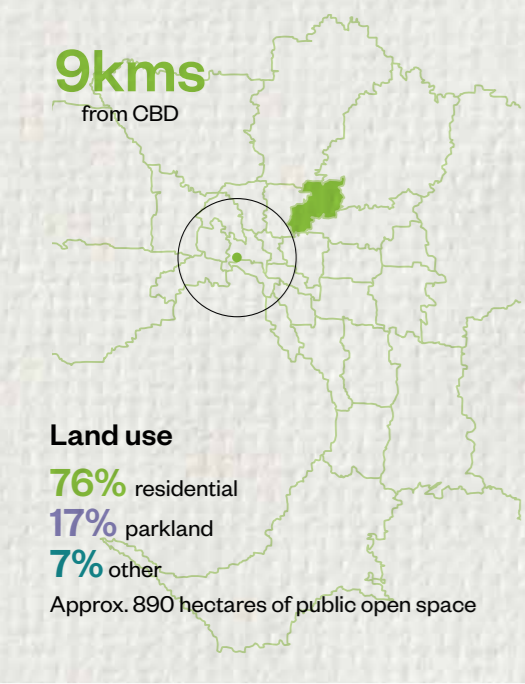 9kms
from CBD
Land use
76% residential
17% parkland
7% other
Approx. 890 hectares of public open space